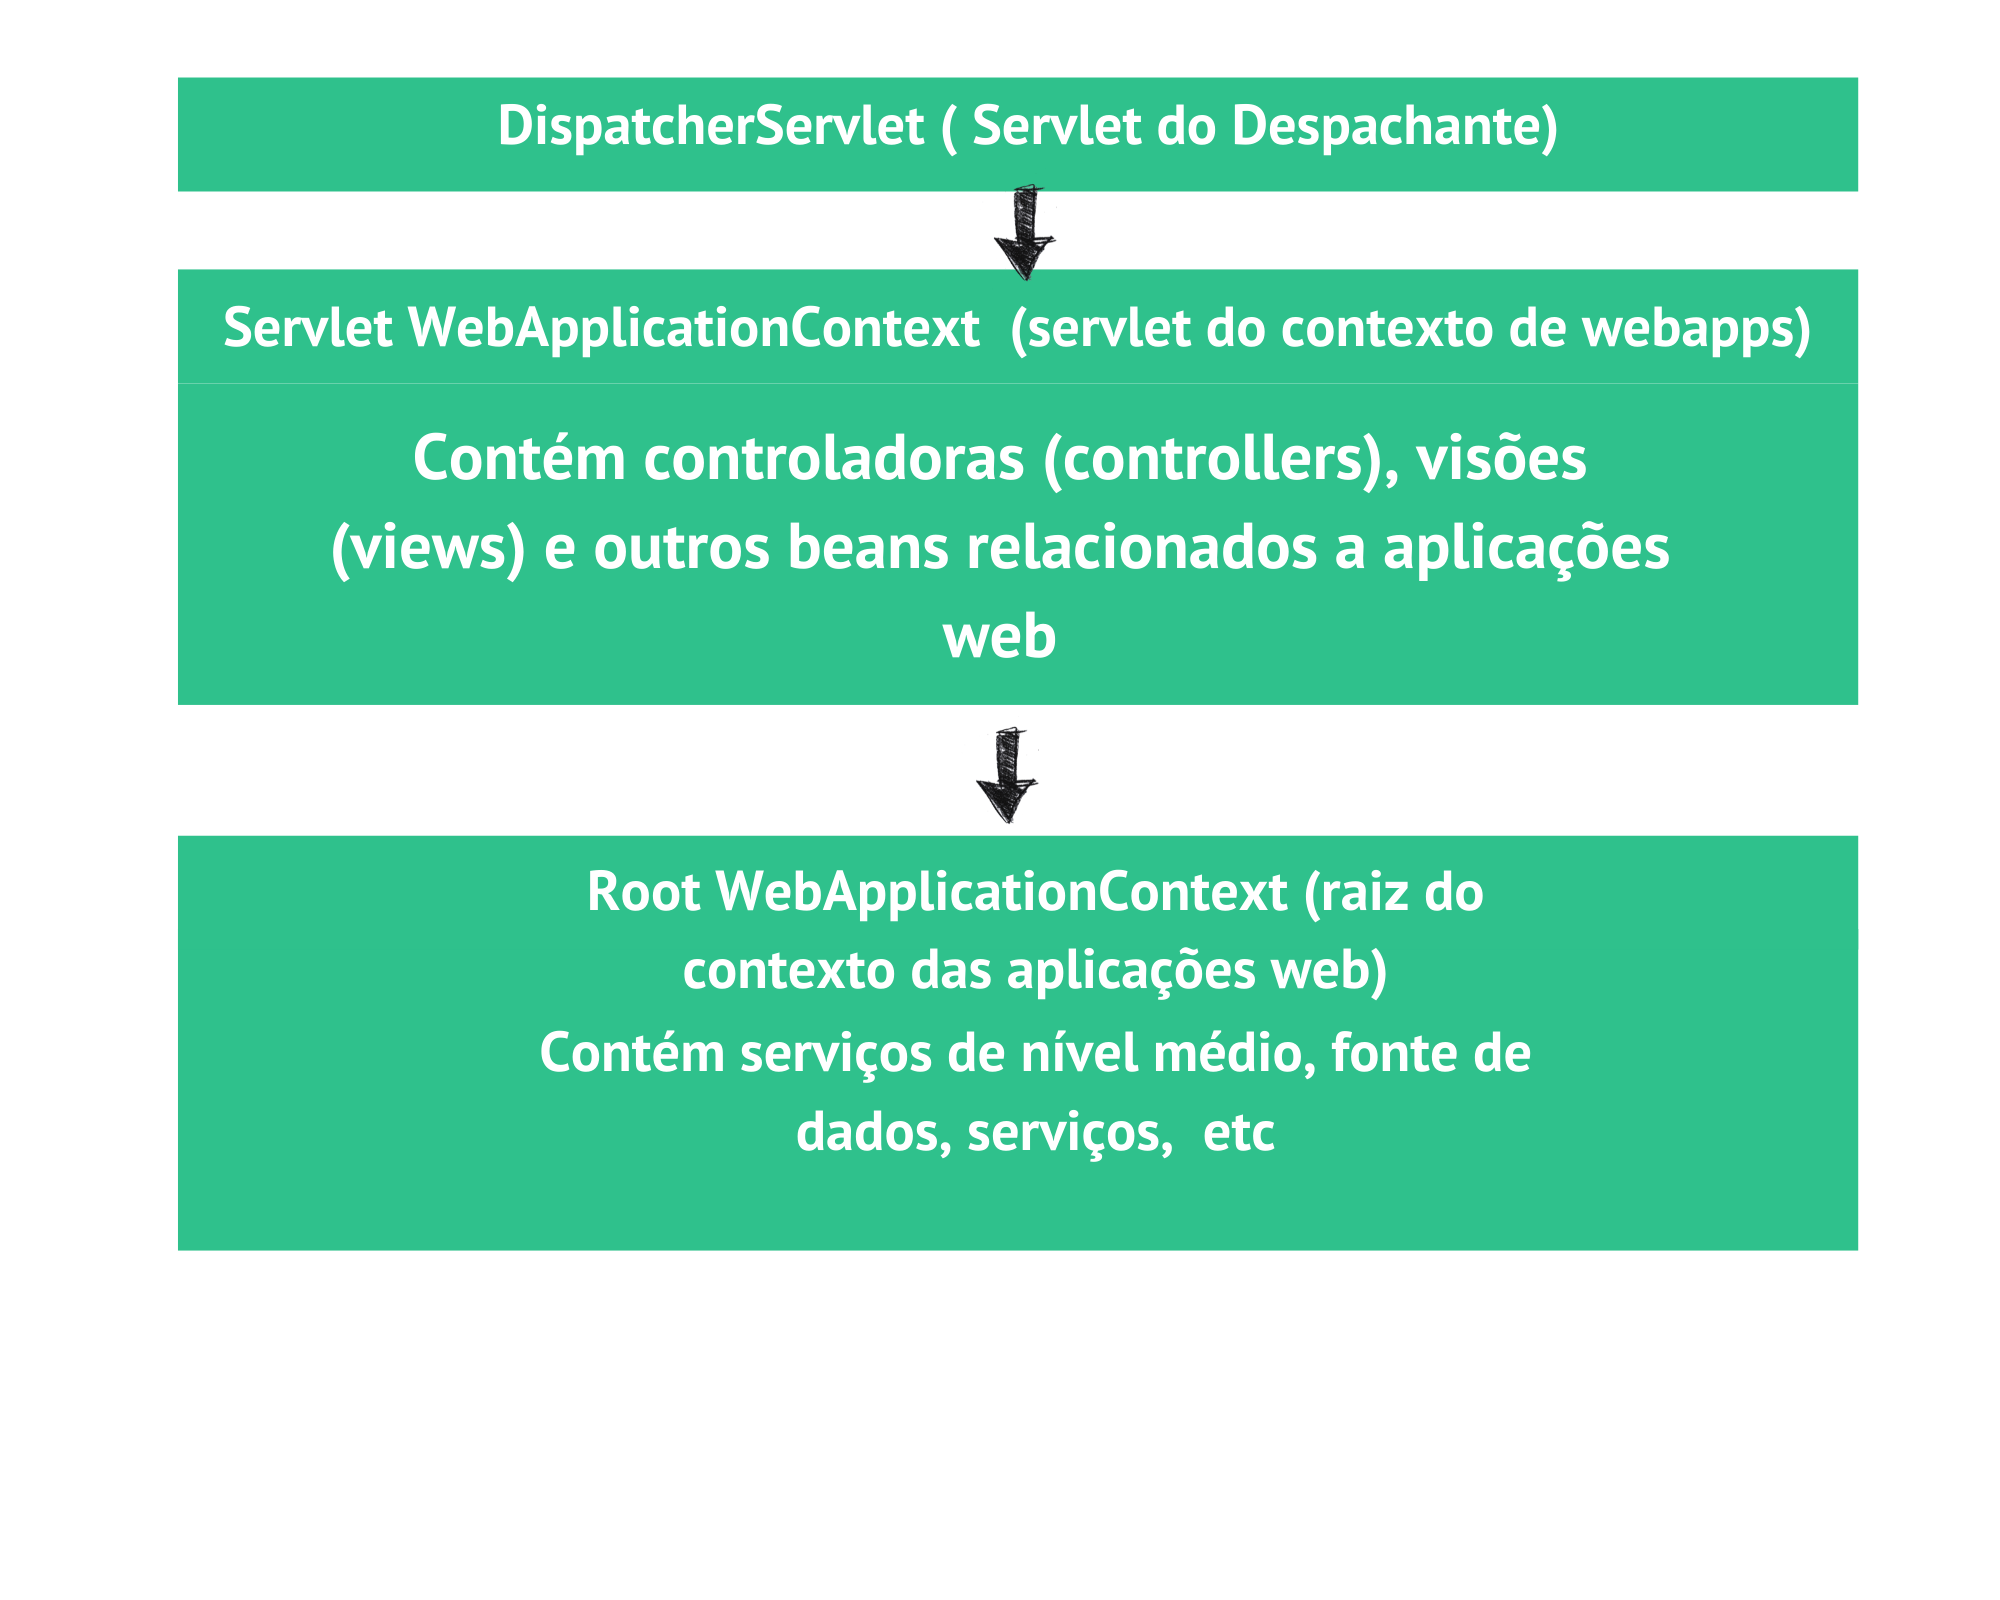 DispatcherServlet ( Servlet do Despachante)
Servlet WebApplicationContext  (servlet do contexto de webapps)
Contém controladoras (controllers), visões
(views) e outros beans relacionados a aplicações
web
Root WebApplicationContext (raiz do
contexto das aplicações web)
Contém serviços de nível médio, fonte de
dados, serviços,  etc